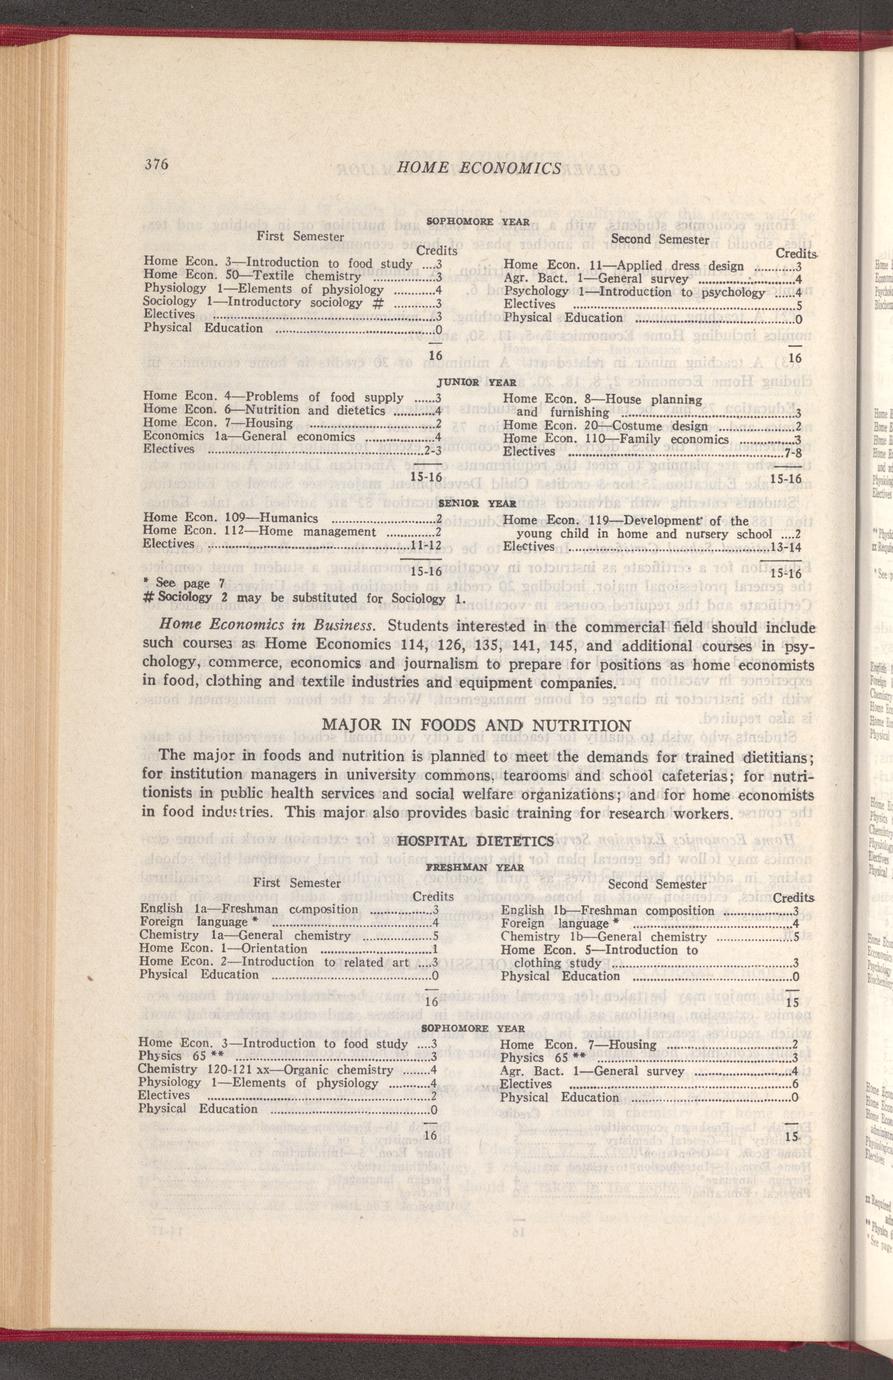 376
HOME ECONOMICS
SOPHOMORE YEAR
First Semester
Credits
Home Econ. 3—Introduction to food study ....3
Home Econ. 50—Textile chemistry ................3
Physiology 1—Elements of physiology ..........4
Sociology 1—Introductory sociology # ...........3
Electives ......................................................3
Physical Education .......................................0
16
Second Semester
Credits
Home Econ. 11—Applied dress design ...........3
Agr. Bact. 1—General survey ........................4
Psychology 1—Introduction to psychology .....4
Electives ......................................................5
Physical Education .......................................0
16
JUNIOR YEAR
Home Econ. 4—Problems of food supply ......3
Home Econ. 6—Nutrition and dietetics ...........4
Home Econ. 7—Housing ...............................2
Economics 1a—General economics .................4
Electives ....................................................2-3
15-16
Home Econ. 8—House planning
and furnishing ...........................................3
Home Econ. 20—Costume design ...................2
Home Econ. 110—Family economics ..............3
Electives ....................................................7-8
15-16
SENIOR YEAR
Home Econ. 109—Humanics ..........................2
Home Econ. 112—Home management ............2
Electives .................................................11-12
15-16
Home Econ. 119—Development of the
young child in home and nursery school ....2
Electives .................................................13-14
15-16
* See page 7
# Sociology 2 may be substituted for Sociology 1.
Home Economics in Business. Students interested in the commercial field should include
such courses as Home Economics 114, 126, 135, 141, 145, and additional courses in psy-
chology, commerce, economics and journalism to prepare for positions as home economists
in food, clothing and textile industries and equipment companies.
MAJOR IN FOODS AND NUTRITION
The major in foods and nutrition is planned to meet the demands for trained dietitians;
for institution managers in university commons, tearooms and school cafeterias; for nutri-
tionists in public health services and social welfare organizations; and for home economists
in food industries. This major also provides basic training for research workers.
HOSPITAL DIETETICS
FRESHMAN YEAR
First Semester
Credits
English 1a—Freshman composition ................3
Foreign language * ........................................4
Chemistry 1a—General chemistry ..................5
Home Econ. 1—Orientation ............................1
Home Econ. 2—Introduction to related art ....3
Physical Education .......................................0
16
Second Semester
Credits
English 1b—Freshman composition .................3
Foreign language * ........................................4
Chemistry 1b—General chemistry ...................5
Home Econ. 5—Introduction to
clothing study .............................................3
Physical Education .......................................0
15
SOPHOMORE YEAR
Home Econ. 3—Introduction to food study ....3
Physics 65 ** .................................................3
Chemistry 120-121 xx—Organic chemistry ........4
Physiology 1—Elements of physiology ...........4
Electives ......................................................2
Physical Education .......................................0
16
Home Econ. 7—Housing ...............................2
Physics 65 ** .................................................3
Agr. Bact. 1—General survey ........................4
Electives ......................................................6
Physical Education .......................................0
15